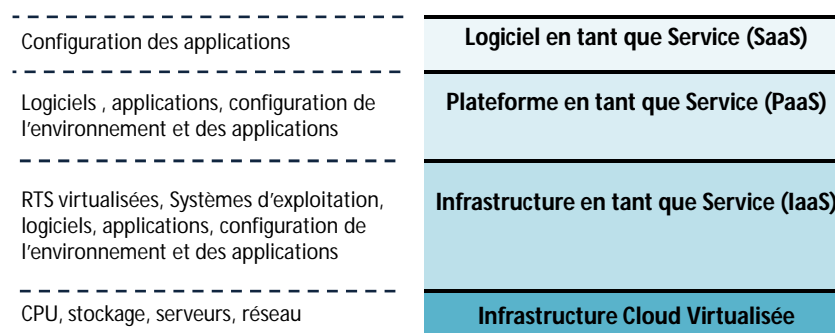 Configuration des applications
Logiciel en tant que Service (SaaS)
Logiciels , applications, configuration de
l'environnement et des applications
Plateforme en tant que Service (PaaS)
RTS virtualisées, Systèmes d'exploitation,
logiciels, applications, configuration de
l'environnement et des applications
Infrastructure en tant que Service (IaaS)
CPU, stockage, serveurs, réseau
Infrastructure Cloud Virtualisée